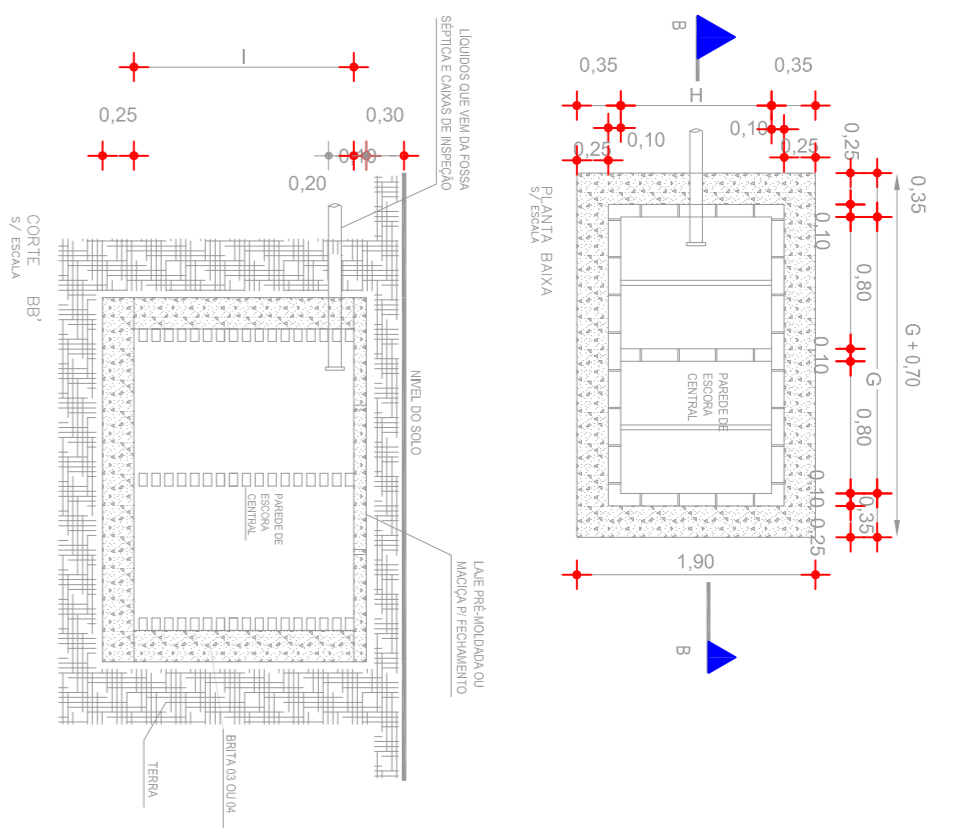 B
0,35
0,35
H
0,10
0,10
0,25
0,25
0,25
0,35
0,10
0,80
0,10
G + 0,70
G
0,80
0,10
0,35
0,25
1,90
B
PAREDE DE
ESCORA
CENTRAL
PLANTA BAIXA
S/ ESCALA
I
0,25
0,30
0,10
0,20
LÍQUIDOS QUE VEM DA FOSSA
SÉPTICA E CAIXAS DE INSPEÇÃO
NIVEL DO SOLO
PAREDE DE
ESCORA
CENTRAL
LAJE PRÉ-MOLDADA OU
MACIÇA P/ FECHAMENTO
BRITA 03 OU 04
TERRA
CORTE BB'
S/ ESCALA